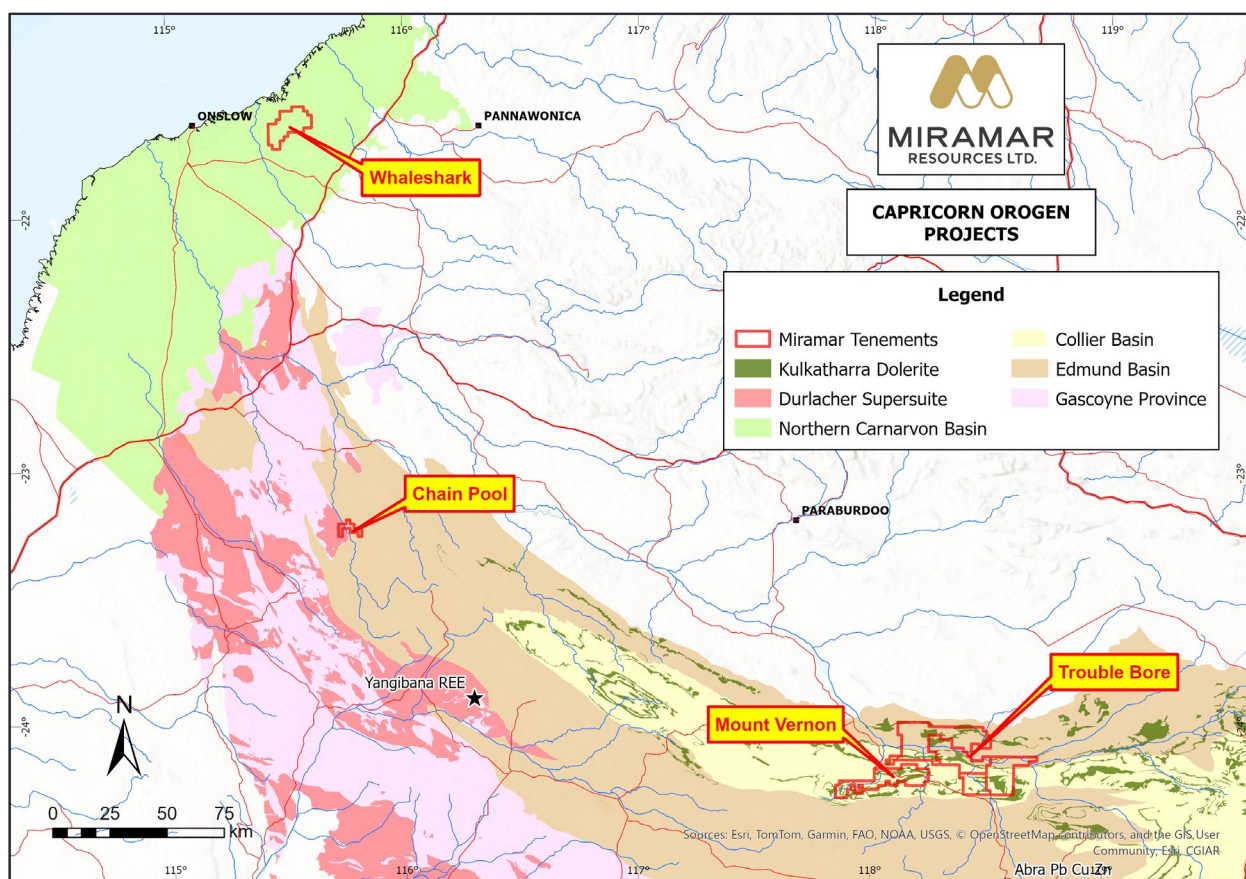 115°
116°
117°
118°
119°
MIRAMAR
RESOURCES LTD.
ONSLOW
PANNAWONICA
Whaleshark
CAPRICORN OROGEN
PROJECTS
-22°
-22°
Legend
Miramar Tenements
Kulkatharra Dolerite
Durlacher Supersuite
Northern Carnarvon Basin
Collier Basin
Edmund Basin
Gascoyne Province
-23°
-23°
Chain Pool
PARABURDOO
Yangibana REE
Trouble Bore
Mount Vernon
-24°
-24°
N
0 25 50 75
km
Sources: Esri, TomTom, Garmin, FAO, NOAA, USGS, © OpenStreetMap contributors, and the GIS User
Community, Esri, CGIAR
115°
116°
118°
119°
Abra Pb Cu Zn